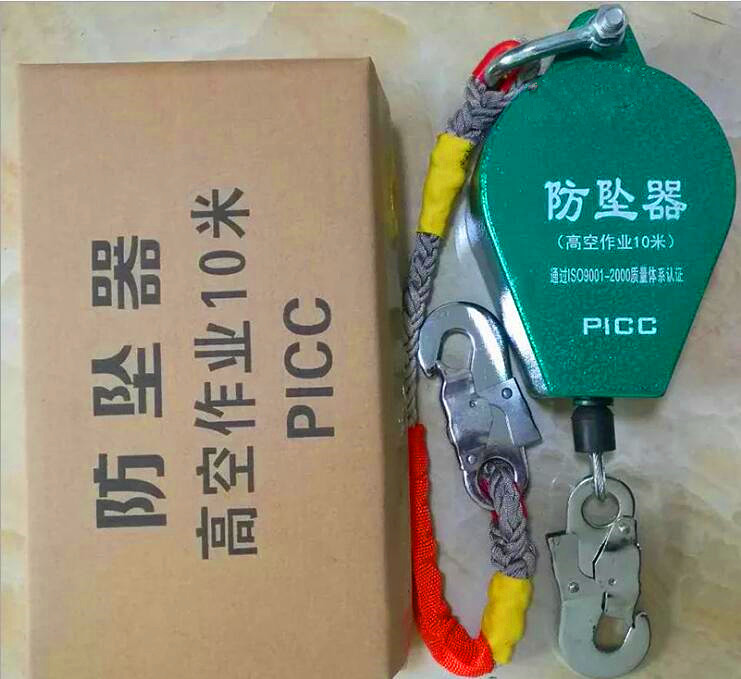 防坠器
高空作业10米
PICC
防坠器
(高空作业10米)
通过ISO9001-2000质量体系认证
PICC